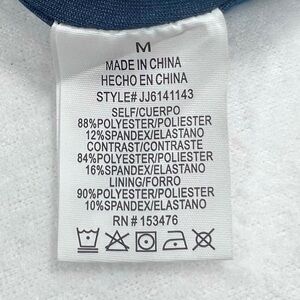 M
MADE IN CHINA
HECHO EN CHINA
STYLE# JJ6141143
SELF/CUERPO
88%POLYESTER/POLIESTER
12%SPANDEX/ELASTANO
CONTRAST/CONTRASTE
84%POLYESTER/POLIESTER
16%SPANDEX/ELASTANO
LINING/FORRO
90%POLYESTER/POLIESTER
10%SPANDEX/ELASTANO
RN # 153476